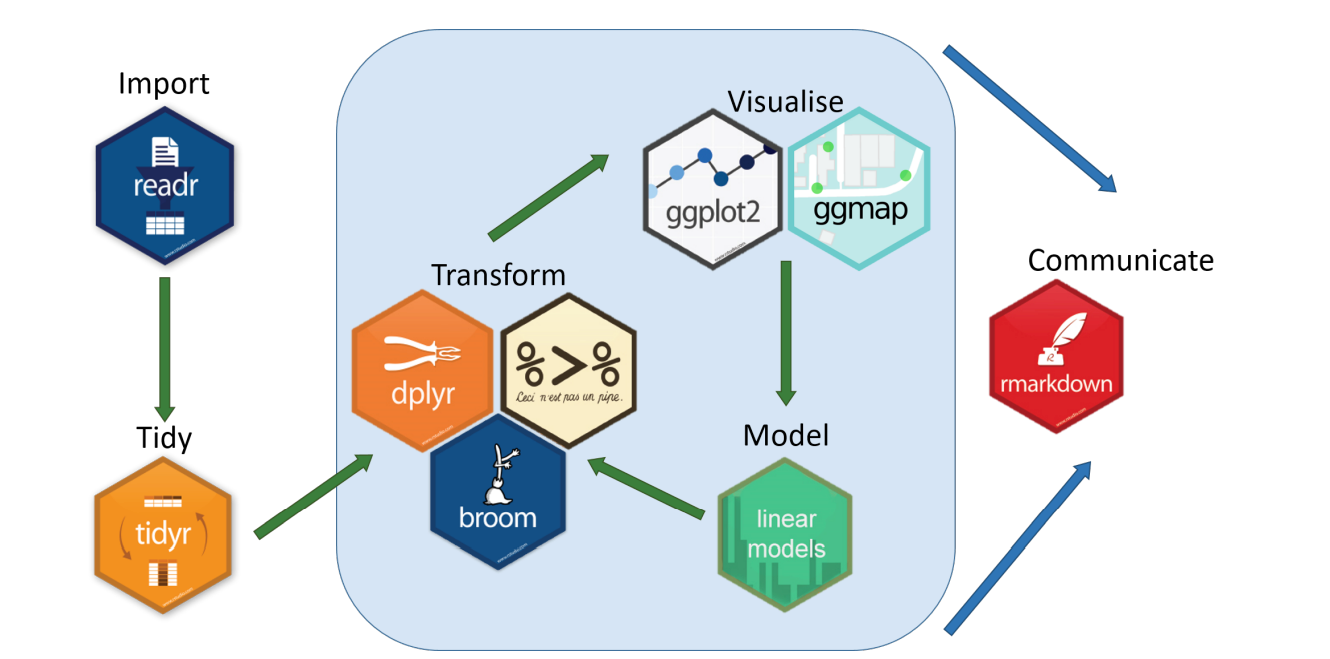 Import
readr
Tidy
tidyr
Transform
dplyr
%>%
Ceci n'est pas un pipe.
broom
Visualise
ggplot2
ggmap
Model
linear
models
Communicate
rmarkdown